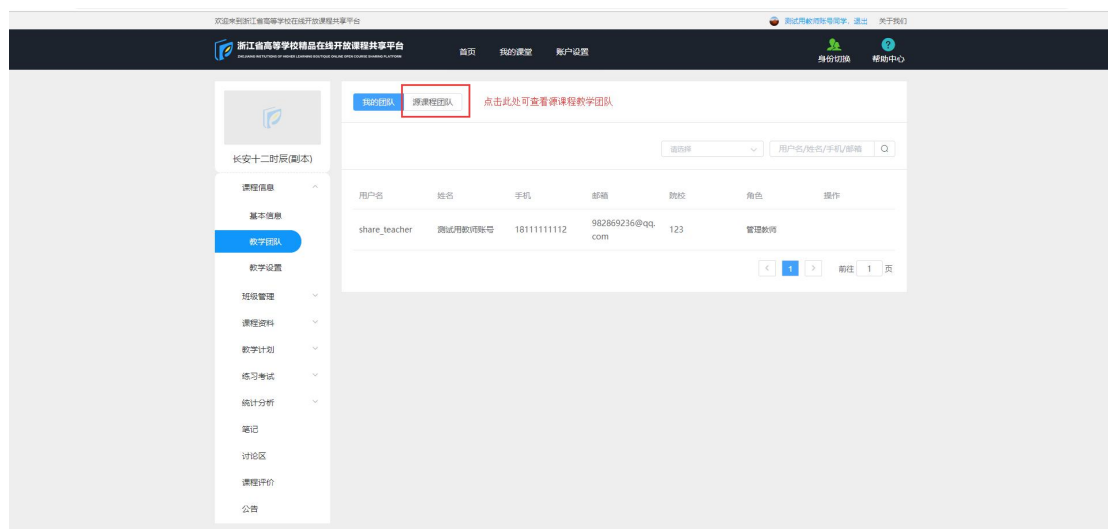 欢迎来到浙江省高等学校在线开放课程共享平台
测试用教师账号同学，退出 关于我们
浙江省高等学校精品在线开放课程共享平台
首页 我的课堂 账户设置
身份切换 帮助中心
我的团队 源课程团队 点击此处可查看源课程教学团队
请选择 用户名/姓名/手机/邮箱
长安十二时辰(副本)
课程信息
基本信息
教学团队
教学设置
班级管理
课程资料
教学计划
练习考试
统计分析
笔记
讨论区
课程评价
公告
用户名 姓名 手机 邮箱 院校 角色 操作
share_teacher 测试用教师账号 18111111112 982869236@qq.com 123 管理教师
1 前往 1 页